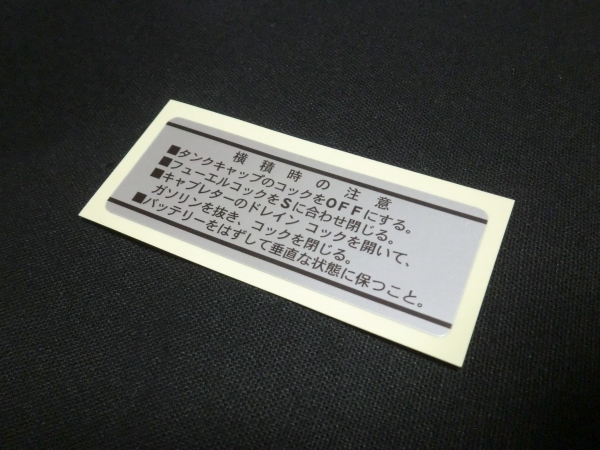 横積時の注意
■タンクキャップのコックをOFFにする。
■フューエルコックをSに合わせ閉じる。
■キャブレターのドレイン コックを開いて、
ガソリンを抜き、コックを閉じる。
■バッテリーをはずして垂直な状態に保つこと。